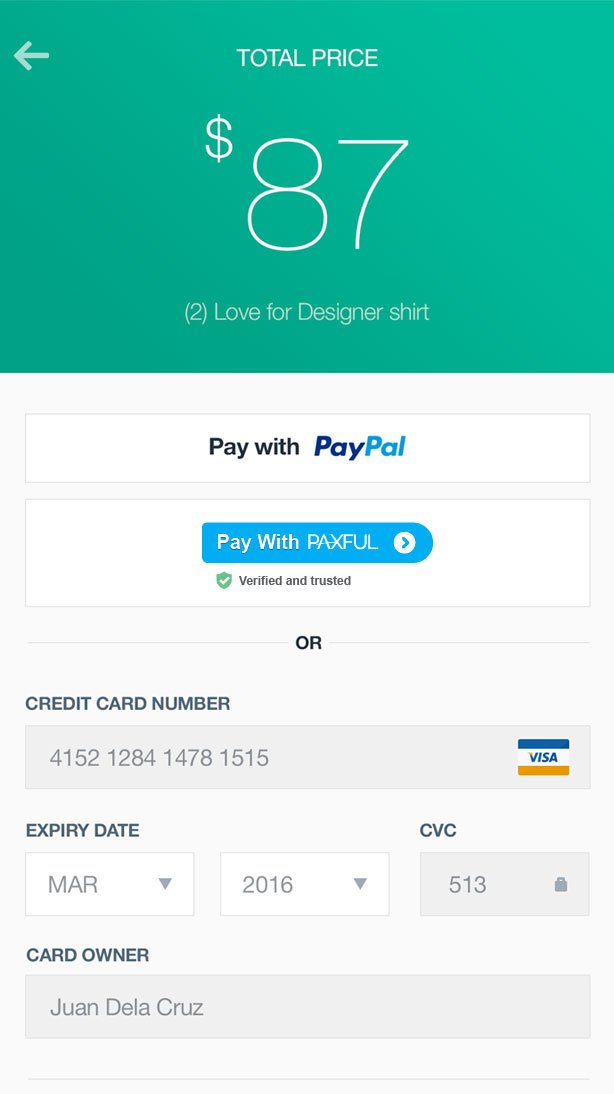 TOTAL PRICE
$87
(2) Love for Designer shirt
Pay with PayPal
Pay With PAXFUL
Verified and trusted
OR
CREDIT CARD NUMBER
4152 1284 1478 1515 VISA
EXPIRY DATE CVC
MAR 2016 513
CARD OWNER
Juan Dela Cruz